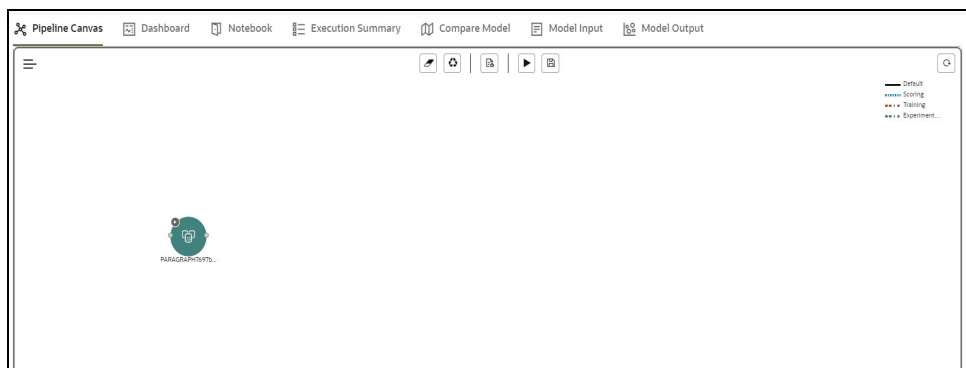 Pipeline Canvas Dashboard Notebook Execution Summary Compare Model Model Input Model Output
Default
Scoring
Training
Experiment...
PARAGRAPH7697b...